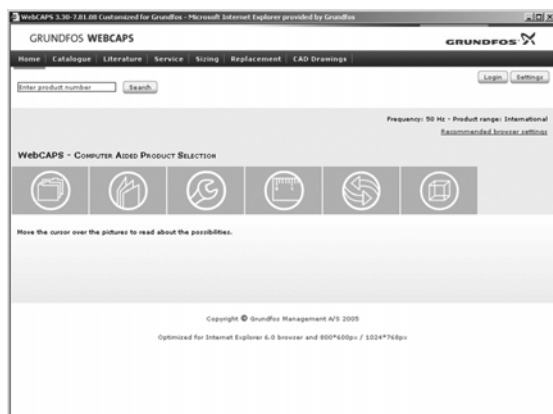 WebCAPS 3.30-7.01.08 Customized for Grundfos - Microsoft Internet Explorer provided by Grundfos
GRUNDFOS WEBCAPS
GRUNDFOS
Home Catalogue Literature Service Sizing Replacement CAD Drawings
Login Settings
Enter product number Search
Frequency: 50 Hz - Product range: International
Recommended browser settings
WebCAPS - Computer Aided Product Selection
Move the cursor over the pictures to read about the possibilities.
Copyright © Grundfos Management A/S 2005
Optimized for Internet Explorer 6.0 browser and 800*600px / 1024*768px